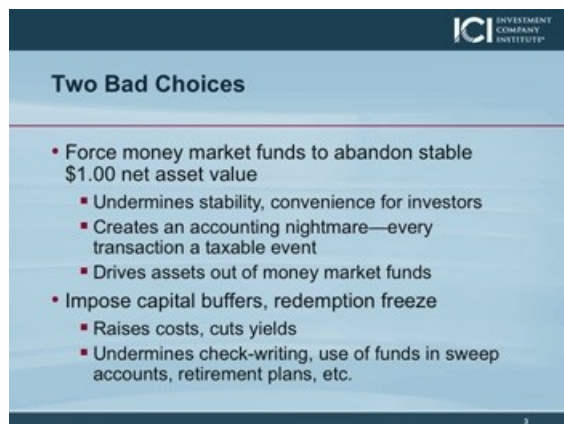 ICI INVESTMENT
COMPANY
INSTITUTE®
Two Bad Choices
• Force money market funds to abandon stable
$1.00 net asset value
▪ Undermines stability, convenience for investors
▪ Creates an accounting nightmare—every
transaction a taxable event
▪ Drives assets out of money market funds
• Impose capital buffers, redemption freeze
▪ Raises costs, cuts yields
▪ Undermines check-writing, use of funds in sweep
accounts, retirement plans, etc.
3